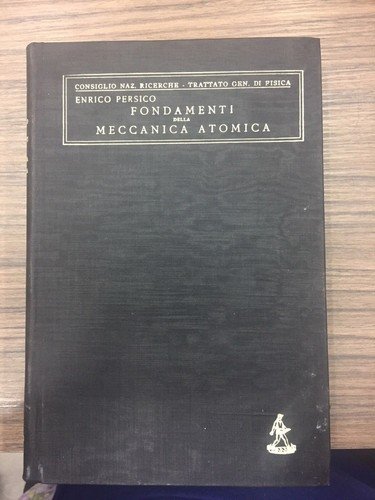 CONSIGLIO NAZ. RICERCHE - TRATTATO GEN. DI FISICA
ENRICO PERSICO
FONDAMENTI
DELLA
MECCANICA ATOMICA